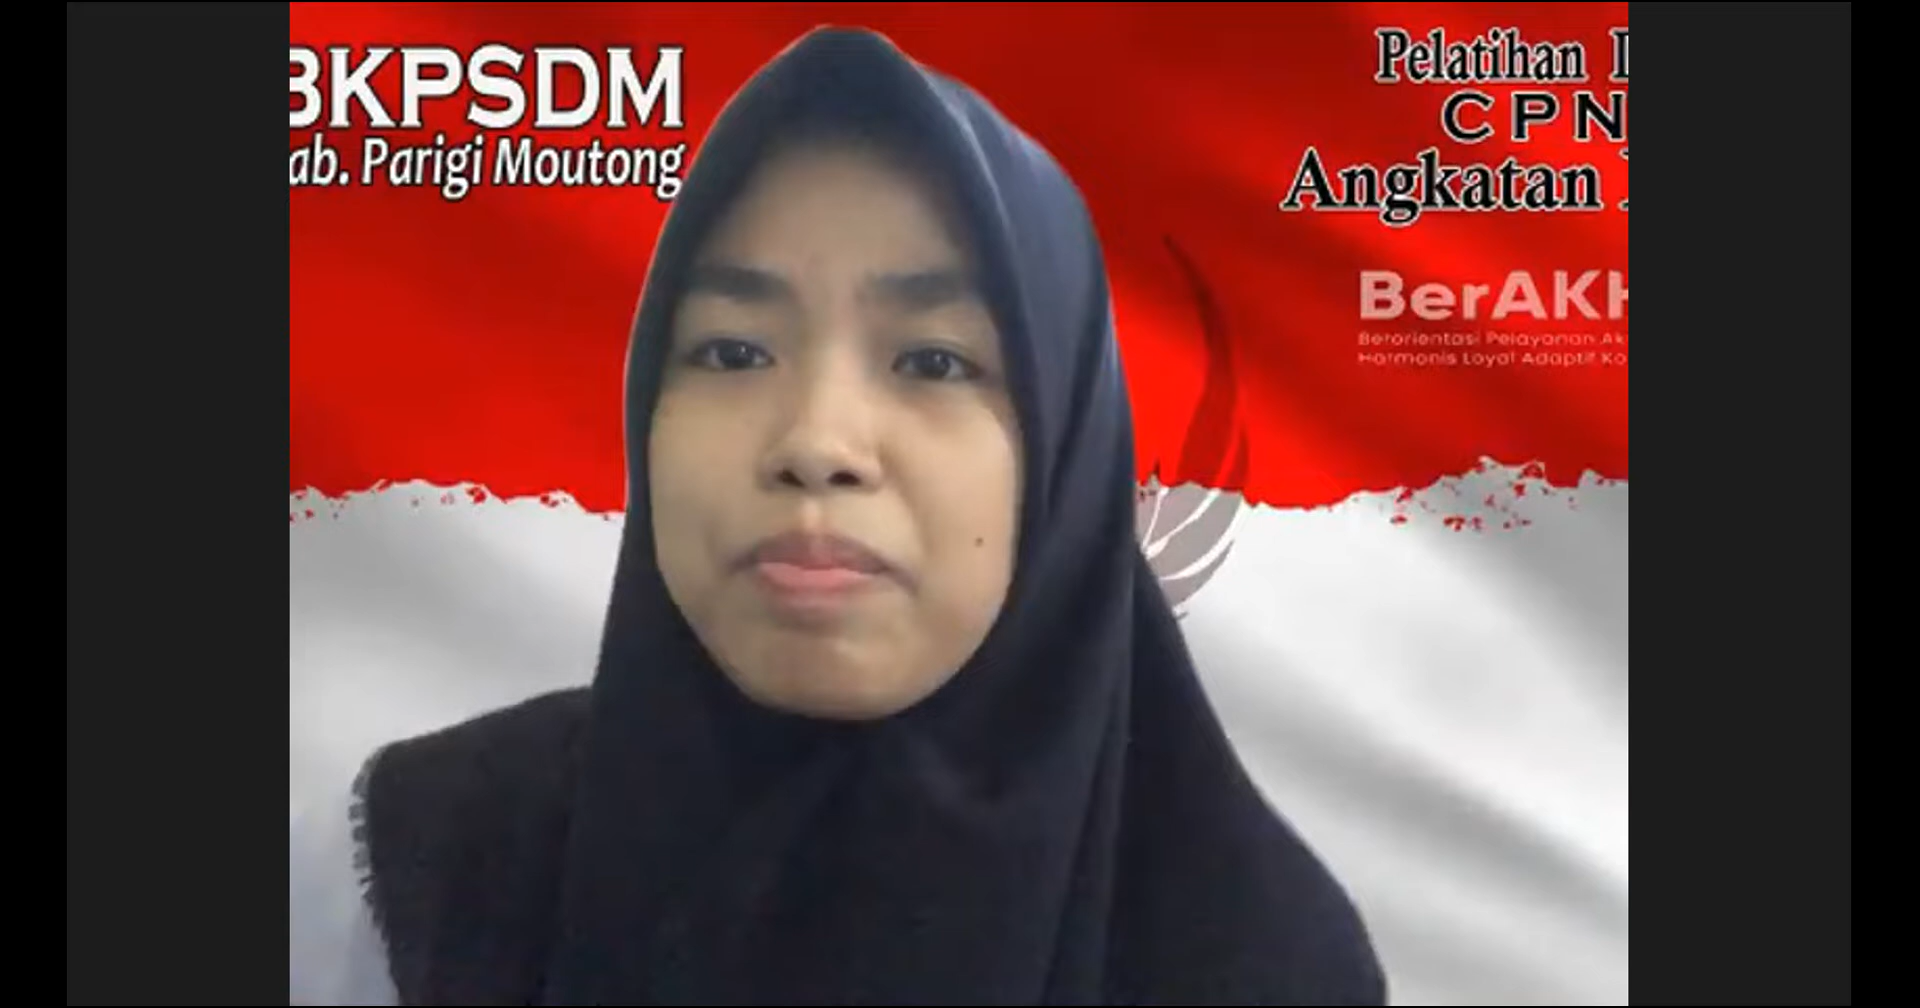 BKPSDM
ab. Parigi Moutong
Pelatihan
CPN
Angkatan
BerAKH
Berorientasi Pelayanan Ak
Harmonis Loyal Adaptif Ko